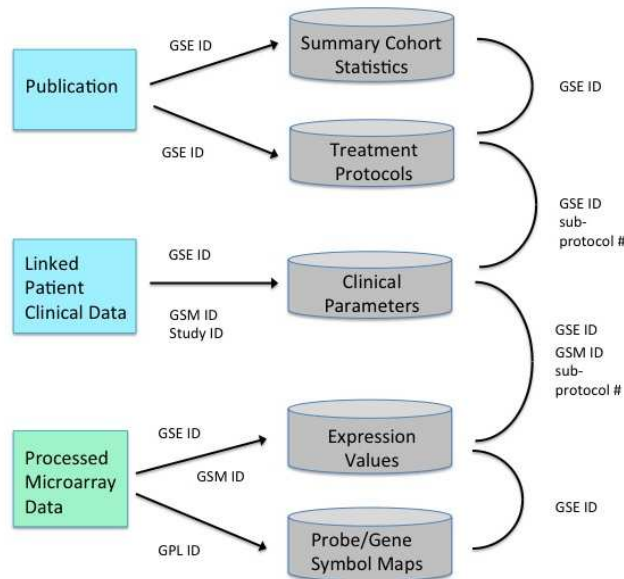 GSE ID
Summary Cohort
Statistics
Publication
GSE ID
GSE ID
Treatment
Protocols
GSE ID
sub-
protocol #
Linked
Patient
Clinical Data
GSE ID
GSM ID
Study ID
Clinical
Parameters
GSE ID
GSM ID
sub-
protocol #
Processed
Microarray
Data
GSE ID
GSM ID
Expression
Values
GSE ID
GPL ID
Probe/Gene
Symbol Maps